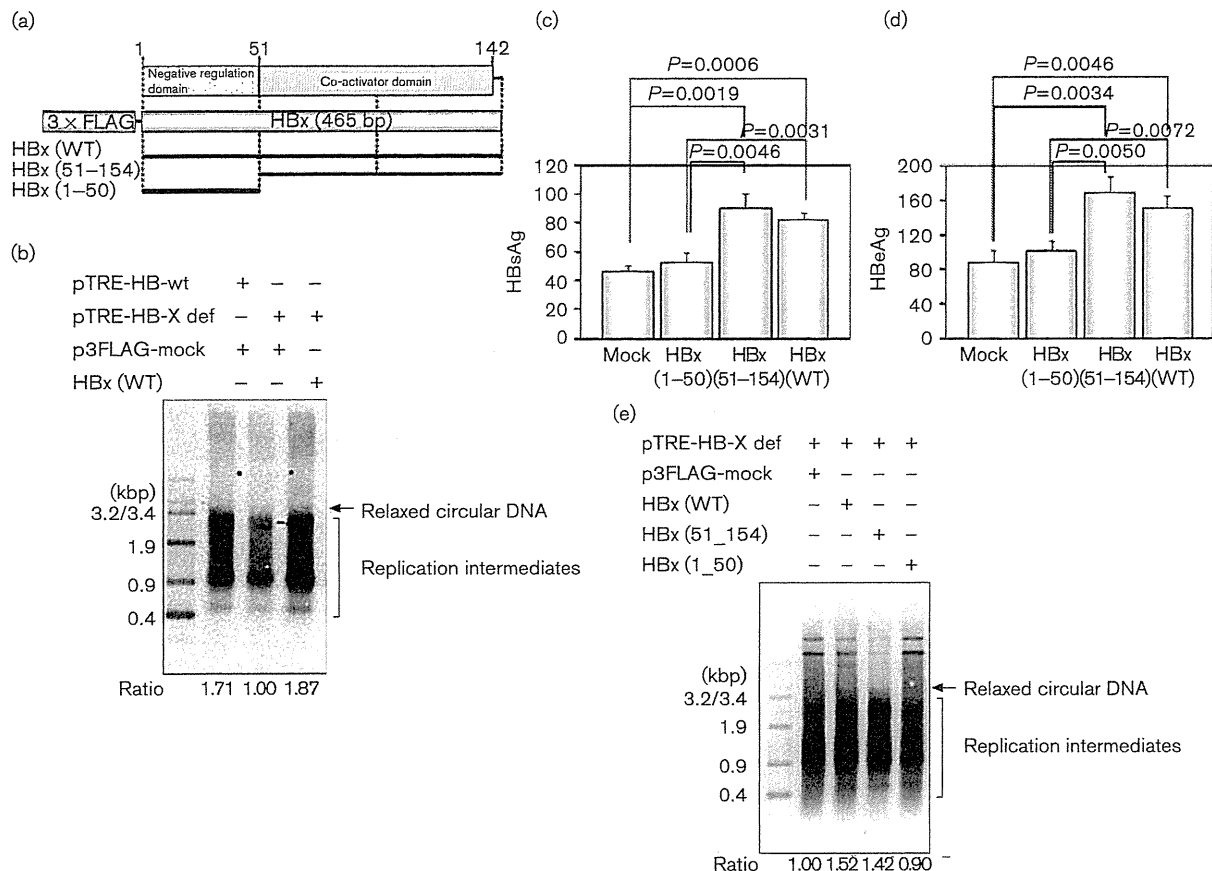 (a)
1 51 142
Negative regulation domain
Co-activator domain
3 × FLAG
HBx (465 bp)
HBx (WT)
HBx (51–154)
HBx (1–50)
(b)
pTRE-HB-wt + – –
pTRE-HB-X def – + +
p3FLAG-mock + + –
HBx (WT) – – +
(kbp)
3.2/3.4
1.9
0.9
0.4
Relaxed circular DNA
Replication intermediates
Ratio 1.71 1.00 1.87
(c)
P=0.0006
P=0.0019
P=0.0031
P=0.0046
HBsAg
120
100
80
60
40
20
0
Mock HBx HBx HBx
(1–50)(51–154)(WT)
(d)
P=0.0046
P=0.0034
P=0.0072
P=0.0050
HBeAg
200
160
120
80
40
0
Mock HBx HBx HBx
(1–50)(51–154)(WT)
(e)
pTRE-HB-X def + + + +
p3FLAG-mock + – – –
HBx (WT) – + – –
HBx (51_154) – – + –
HBx (1_50) – – – +
(kbp)
3.2/3.4
1.9
0.9
0.4
Relaxed circular DNA
Replication intermediates
Ratio 1.00 1.52 1.42 0.90